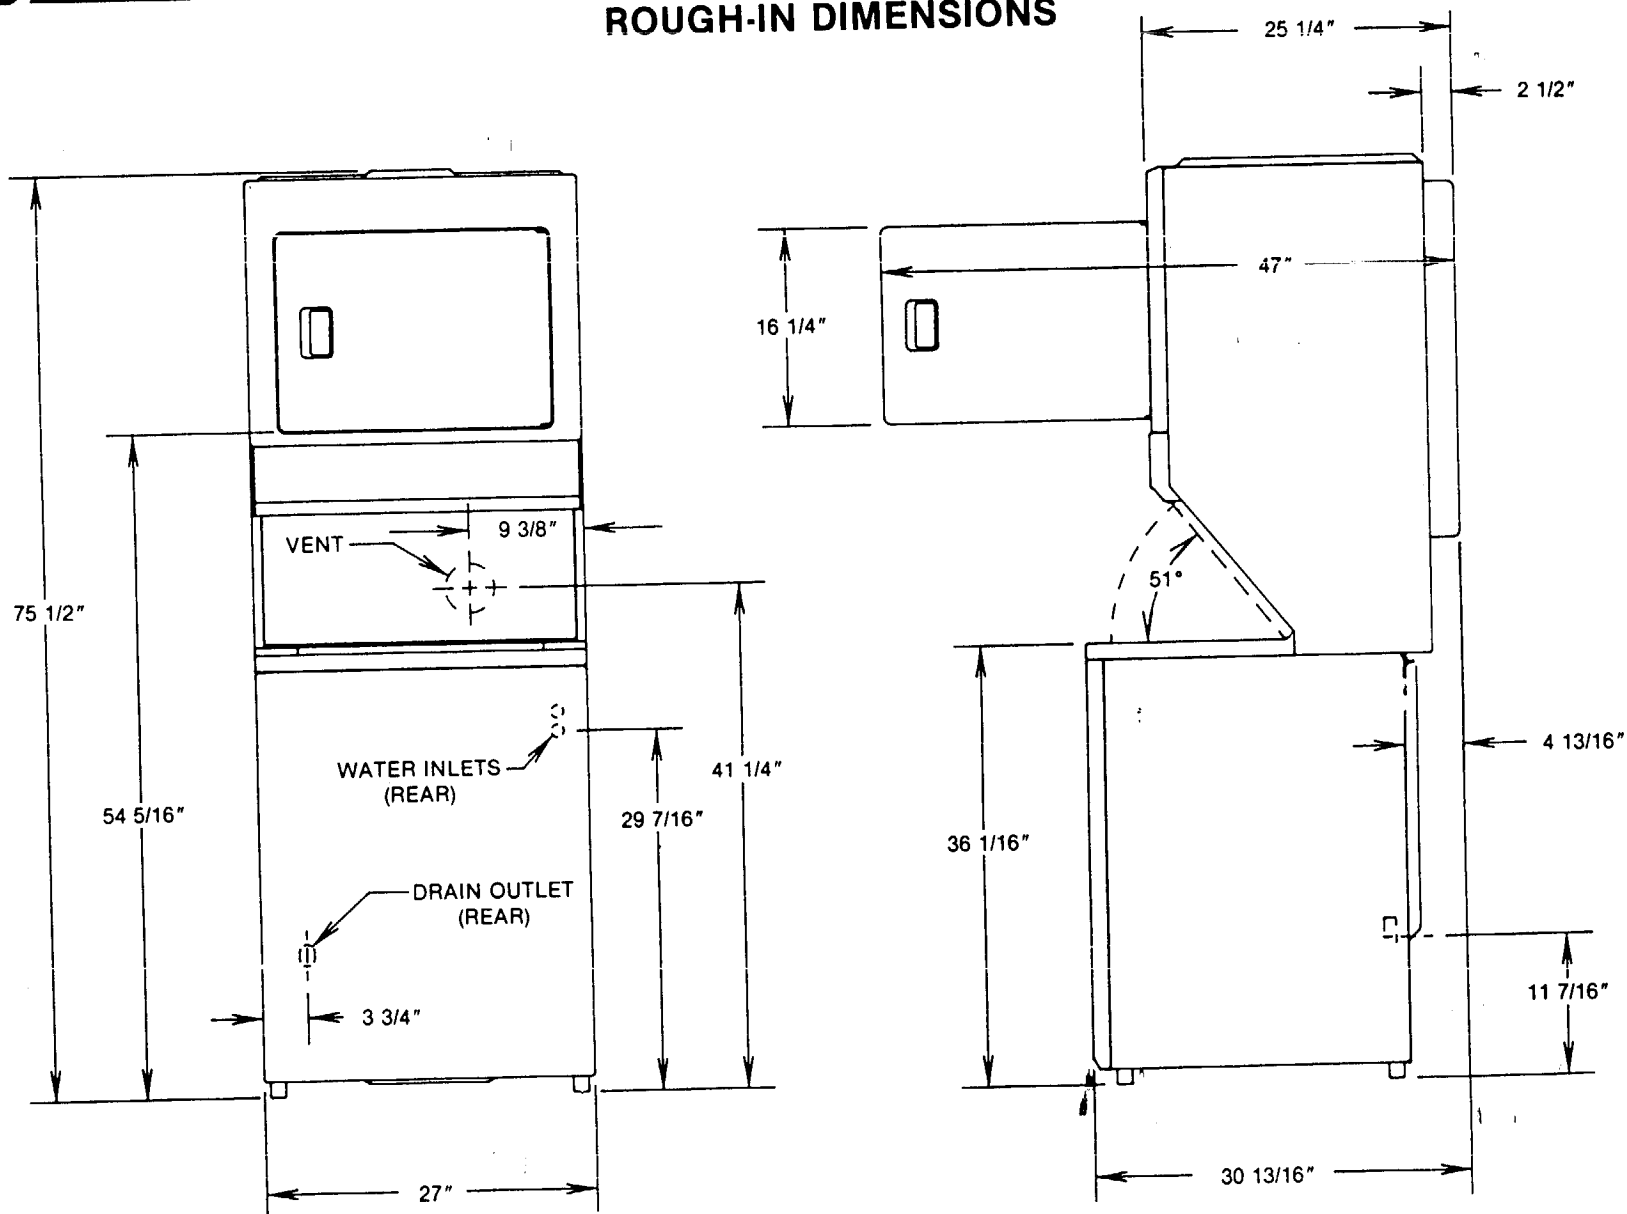 ROUGH-IN DIMENSIONS
25 1/4"
2 1/2"
47"
16 1/4"
9 3/8"
VENT
51°
75 1/2"
4 13/16"
WATER INLETS
(REAR)
41 1/4"
54 5/16"
29 7/16"
36 1/16"
DRAIN OUTLET
(REAR)
11 7/16"
3 3/4"
30 13/16"
27"